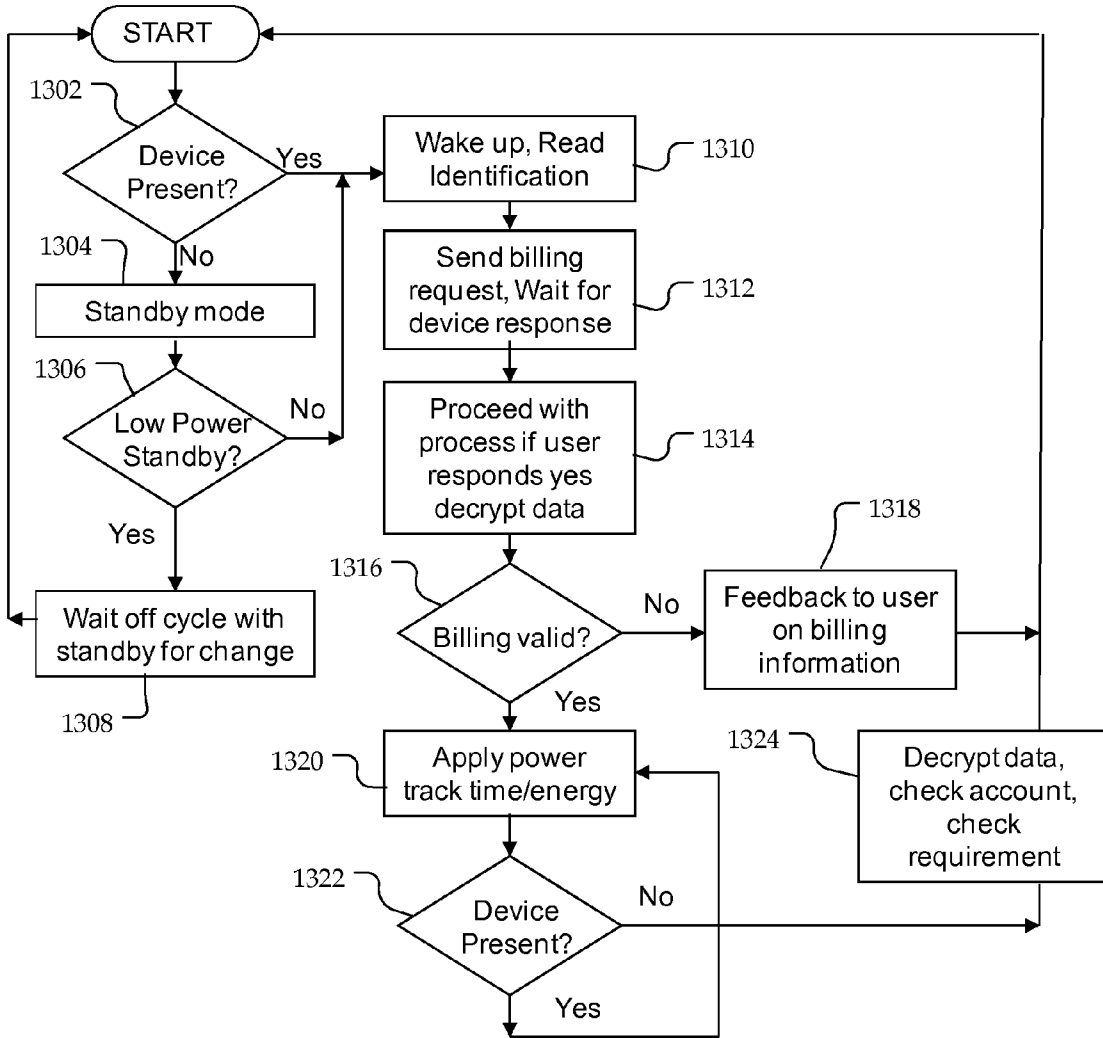 START
1302
Device
Present?
Yes
No
1304
Standby mode
1306
Low Power
Standby?
No
Yes
Wait off cycle with
standby for change
1308
Wake up, Read
Identification
1310
Send billing
request, Wait for
device response
1312
Proceed with
process if user
responds yes
decrypt data
1314
1316
Billing valid?
No
Yes
1318
Feedback to user
on billing
information
1320
Apply power
track time/energy
1322
Device
Present?
No
Yes
1324
Decrypt data,
check account,
check
requirement